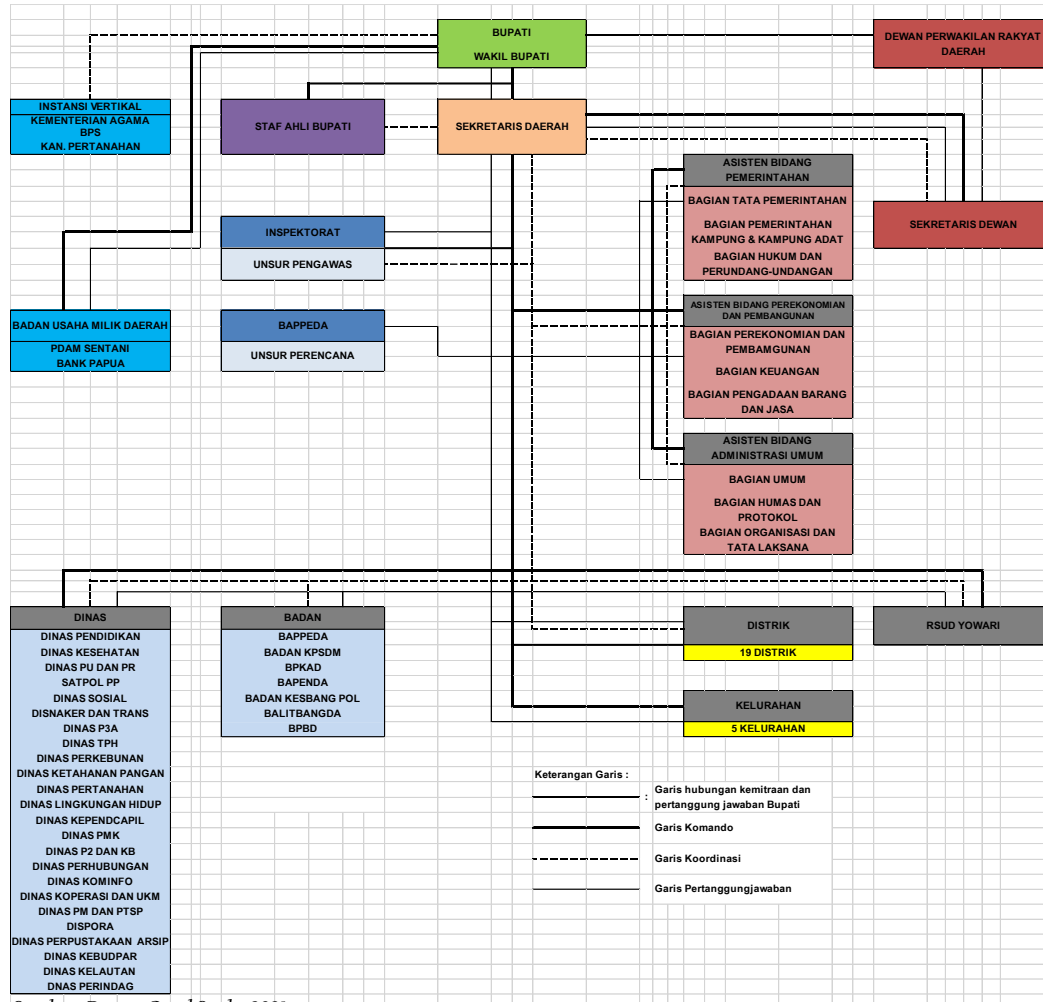 BUPATI
WAKIL BUPATI
DEWAN PERWAKILAN RAKYAT
DAERAH
INSTANSI VERTIKAL
KEMENTERIAN AGAMA
BPS
KAN. PERTANAHAN
STAF AHLI BUPATI
SEKRETARIS DAERAH
ASISTEN BIDANG
PEMERINTAHAN
BAGIAN TATA PEMERINTAHAN
BAGIAN PEMERINTAHAN
KAMPUNG & KAMPUNG ADAT
BAGIAN HUKUM DAN
PERUNDANG-UNDANGAN
SEKRETARIS DEWAN
INSPEKTORAT
UNSUR PENGAWAS
BADAN USAHA MILIK DAERAH
PDAM SENTANI
BANK PAPUA
BAPPEDA
UNSUR PERENCANA
ASISTEN BIDANG PEREKONOMIAN
DAN PEMBANGUNAN
BAGIAN PEREKONOMIAN DAN
PEMBAMGUNAN
BAGIAN KEUANGAN
BAGIAN PENGADAAN BARANG
DAN JASA
ASISTEN BIDANG
ADMINISTRASI UMUM
BAGIAN UMUM
BAGIAN HUMAS DAN
PROTOKOL
BAGIAN ORGANISASI DAN
TATA LAKSANA
DINAS
DINAS PENDIDIKAN
DINAS KESEHATAN
DINAS PU DAN PR
SATPOL PP
DINAS SOSIAL
DISNAKER DAN TRANS
DINAS P3A
DINAS TPH
DINAS PERKEBUNAN
DINAS KETAHANAN PANGAN
DINAS PERTANAHAN
DINAS LINGKUNGAN HIDUP
DINAS KEPENDCAPIL
DINAS PMK
DINAS P2 DAN KB
DINAS PERHUBUNGAN
DINAS KOMINFO
DINAS KOPERASI DAN UKM
DINAS PM DAN PTSP
DISPORA
DINAS PERPUSTAKAAN ARSIP
DINAS KEBUDPAR
DINAS KELAUTAN
DNAS PERINDAG
BADAN
BAPPEDA
BADAN KPSDM
BPKAD
BAPENDA
BADAN KESBANG POL
BALITBANGDA
BPBD
DISTRIK
19 DISTRIK
RSUD YOWARI
KELURAHAN
5 KELURAHAN
Keterangan Garis :
: Garis hubungan kemitraan dan
pertanggung jawaban Bupati
Garis Komando
Garis Koordinasi
Garis Pertanggungjawaban